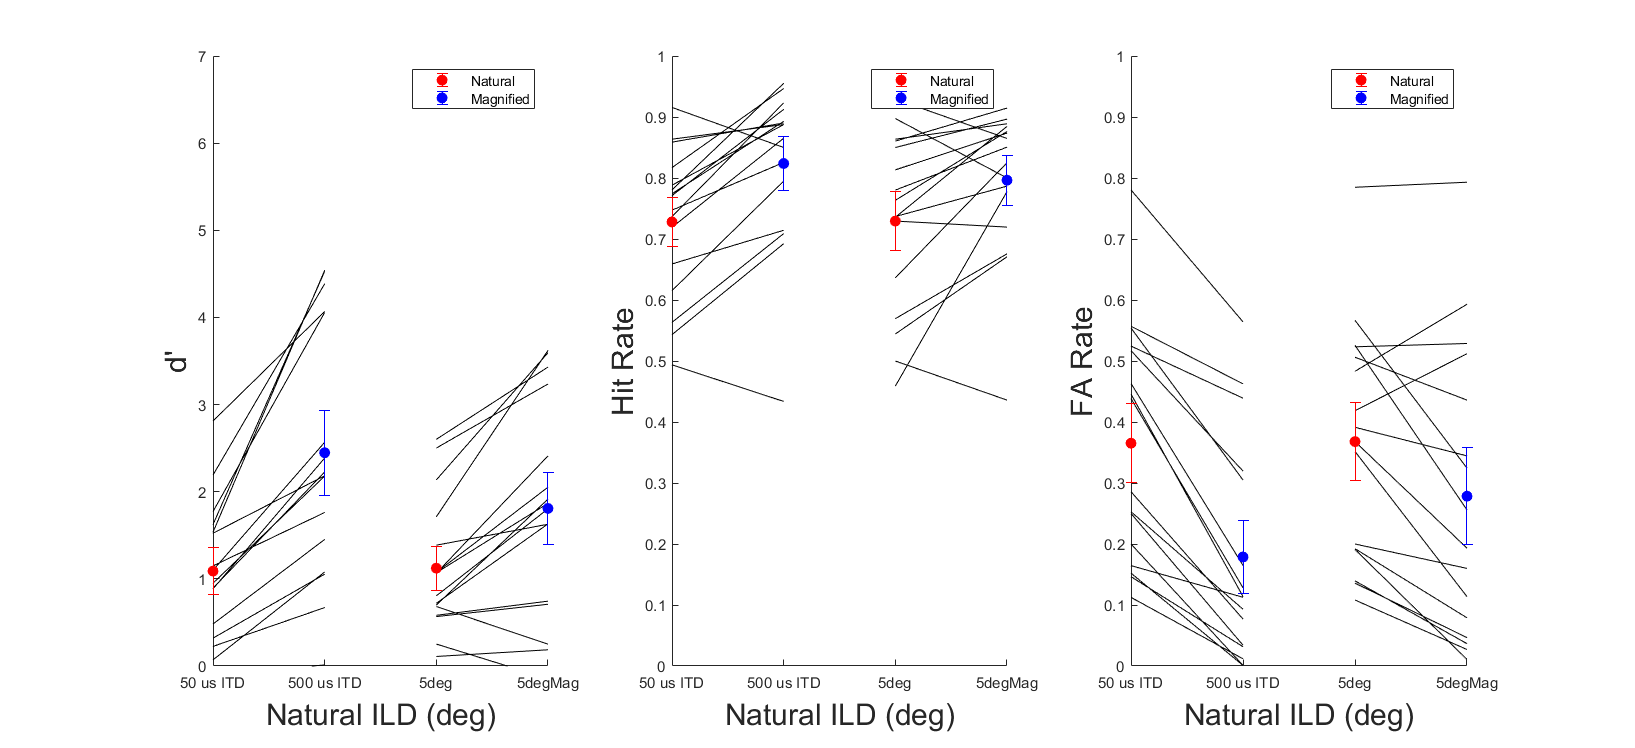 7
6
5
4
3
2
1
0
d'
50 us ITD
500 us ITD
5deg
5degMag
Natural ILD (deg)
Natural
Magnified
1
0.9
0.8
0.7
0.6
0.5
0.4
0.3
0.2
0.1
0
Hit Rate
50 us ITD
500 us ITD
5deg
5degMag
Natural ILD (deg)
Natural
Magnified
1
0.9
0.8
0.7
0.6
0.5
0.4
0.3
0.2
0.1
0
FA Rate
50 us ITD
500 us ITD
5deg
5degMag
Natural ILD (deg)
Natural
Magnified